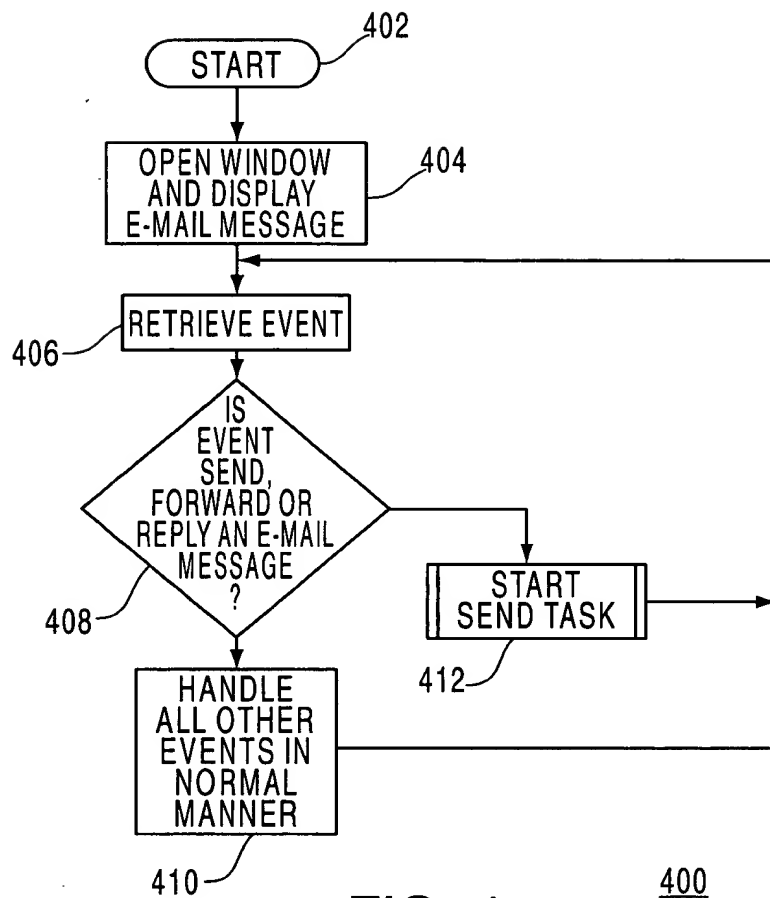 402
START
OPEN WINDOW
AND DISPLAY
E-MAIL MESSAGE
404
RETRIEVE EVENT
406
IS
EVENT
SEND,
FORWARD OR
REPLY AN E-MAIL
MESSAGE
?
408
START
SEND TASK
412
HANDLE
ALL OTHER
EVENTS IN
NORMAL
MANNER
410
400